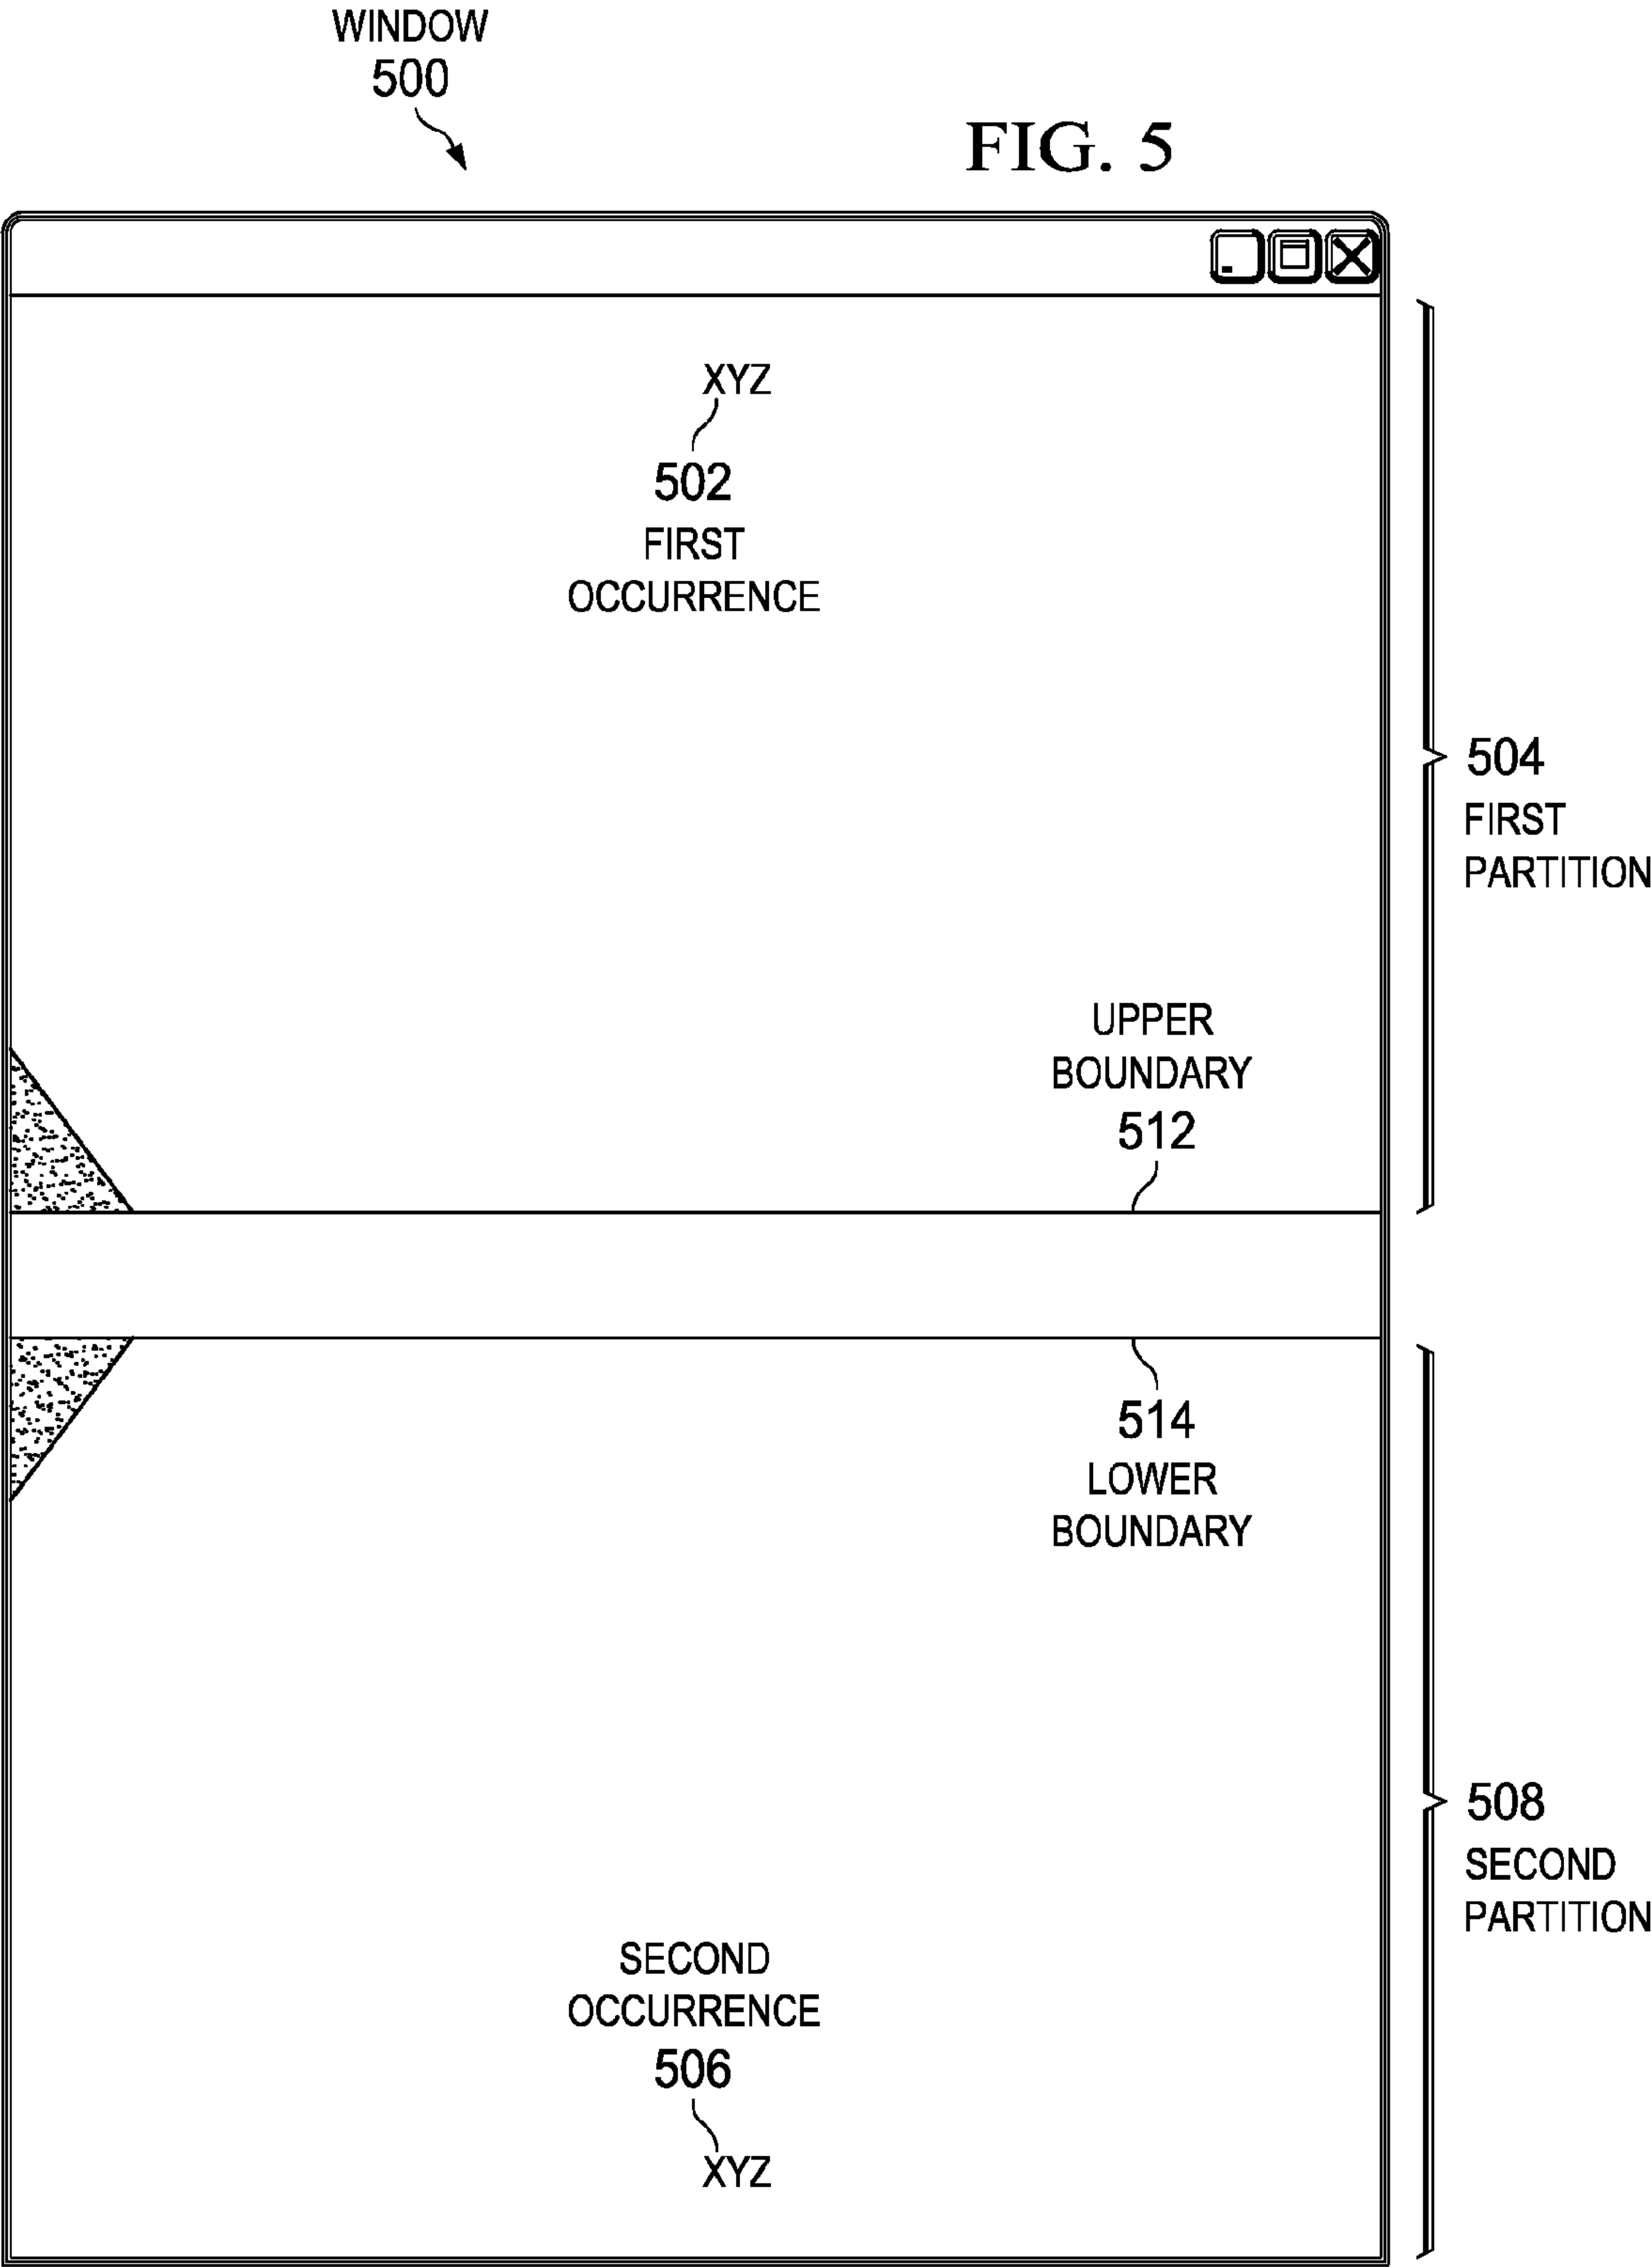 WINDOW
500
FIG. 5
XYZ
502
FIRST
OCCURRENCE
504
FIRST
PARTITION
UPPER
BOUNDARY
512
514
LOWER
BOUNDARY
508
SECOND
PARTITION
SECOND
OCCURRENCE
506
XYZ